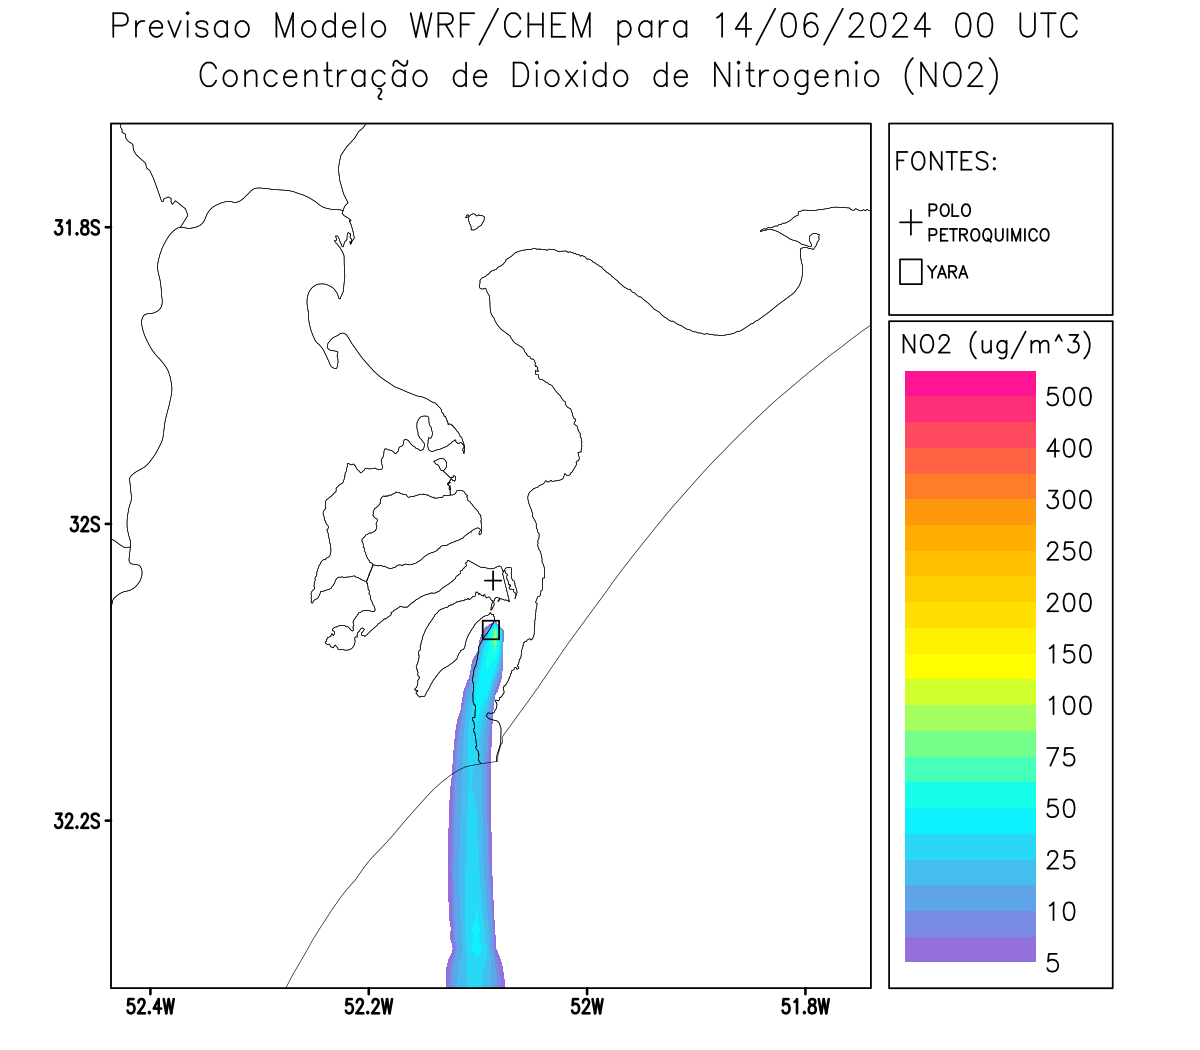 Previsao Modelo WRF/CHEM para 14/06/2024 00 UTC
Concentração de Dioxido de Nitrogenio (NO2)
FONTES:
POLO
PETROQUIMICO
YARA
NO2 (ug/m^3)
500
400
300
250
200
150
100
75
50
25
10
5
31.8S
32S
32.2S
52.4W
52.2W
52W
51.8W